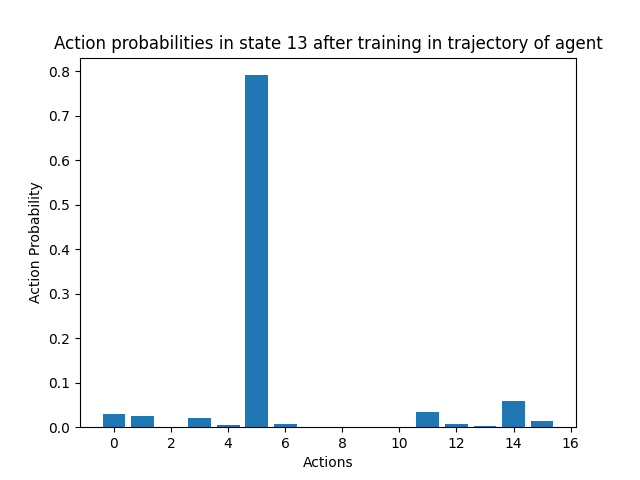 Action probabilities in state 13 after training in trajectory of agent
0.8
0.7
0.6
0.5
0.4
0.3
0.2
0.1
0.0
Action Probability
0 2 4 6 8 10 12 14 16
Actions